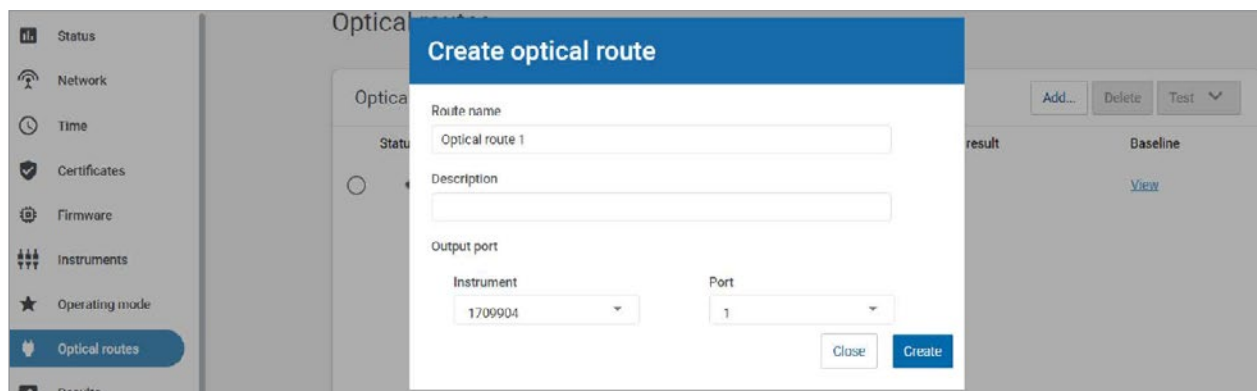 Status
Network
Time
Certificates
Firmware
Instruments
Operating mode
Optical routes
Optical
Create optical route
Optica
Add...
Delete
Test
Statu
result
Baseline
View
Route name
Optical route 1
Description
Output port
Instrument
Port
1709904
1
Close
Create